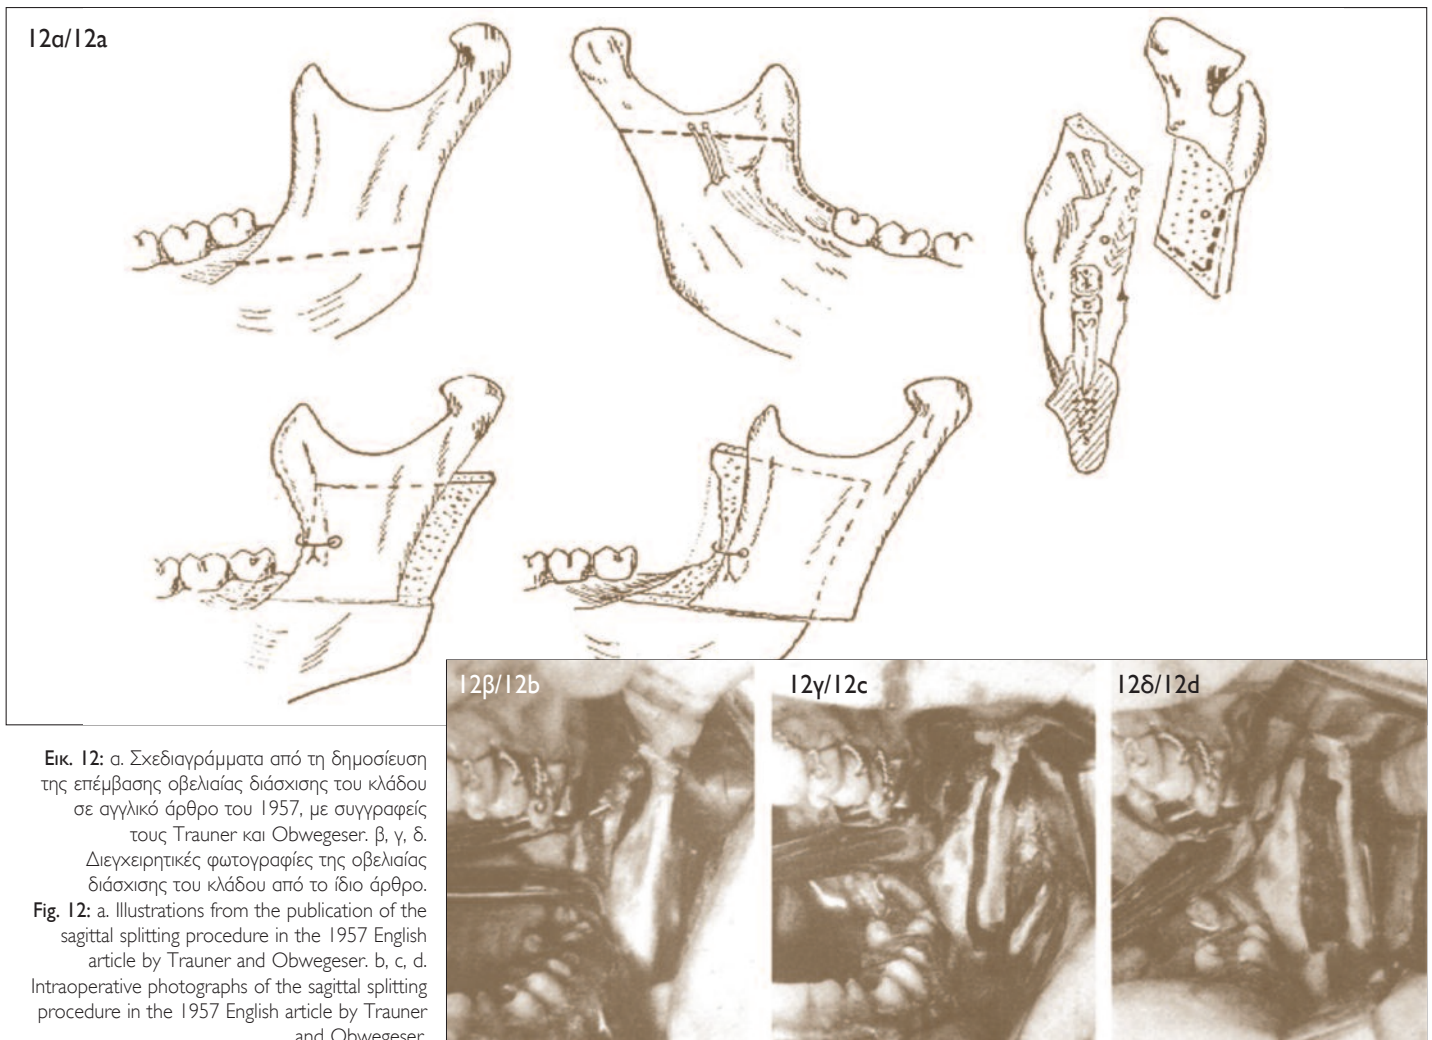 12α/12a
12β/12b
12γ/12c
12δ/12d
Εικ. 12: α. Σχεδιαγράμματα από τη δημοσίευση
της επέμβασης οβελιαίας διάσχισης του κλάδου
σε αγγλικό άρθρο του 1957, με συγγραφείς
τους Trauner και Obwegeser. β, γ, δ.
Διεγχειρητικές φωτογραφίες της οβελιαίας
διάσχισης του κλάδου από το ίδιο άρθρο.
Fig. 12: a. Illustrations from the publication of the
sagittal splitting procedure in the 1957 English
article by Trauner and Obwegeser. b, c, d.
Intraoperative photographs of the sagittal splitting
procedure in the 1957 English article by Trauner
and Obwegeser.